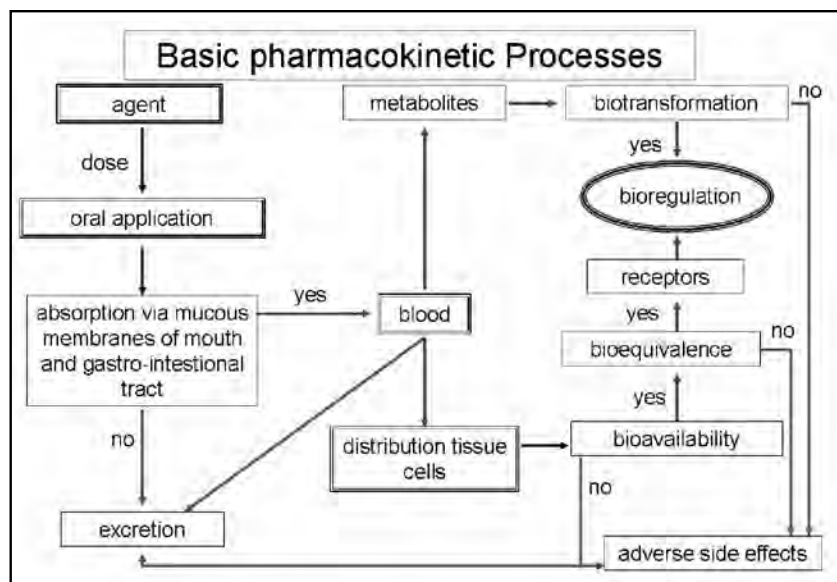 Basic pharmacokinetic Processes
agent
metabolites
biotransformation
no
dose
yes
oral application
bioregulation
receptors
absorption via mucous
membranes of mouth
and gastro-intestional
tract
yes
blood
yes
no
bioequivalence
yes
no
distribution tissue
cells
bioavailability
no
excretion
adverse side effects